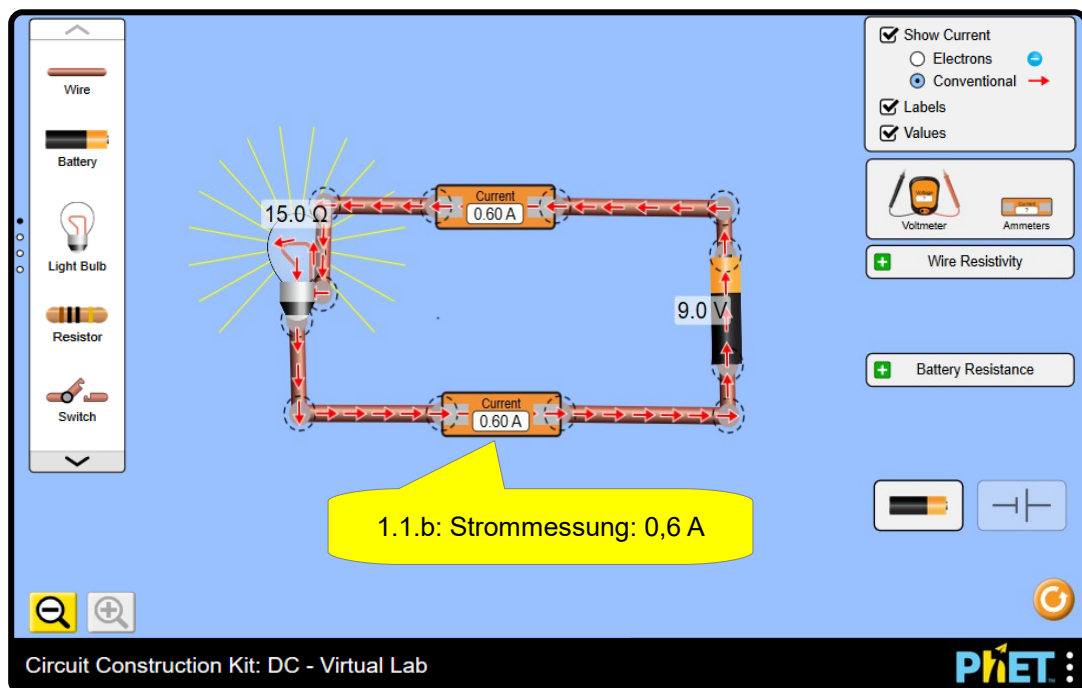 Wire
Battery
Light Bulb
Resistor
Switch
15.0 Ω
Current
0.60 A
9.0 V
Current
0.60 A
1.1.b: Strommessung: 0,6 A
Show Current
Electrons
Conventional
Labels
Values
Voltage
?
Voltmeter
Current
?
Ammeters
Wire Resistivity
Battery Resistance
Circuit Construction Kit: DC - Virtual Lab
PhET